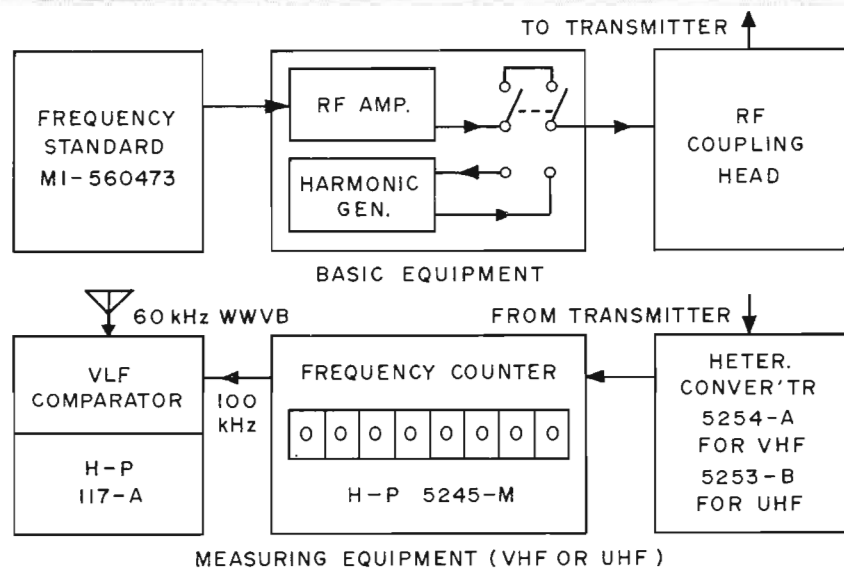 TO TRANSMITTER
FREQUENCY
STANDARD
MI-560473
RF AMP.
HARMONIC
GEN.
RF
COUPLING
HEAD
BASIC EQUIPMENT
60 kHz WWVB
FROM TRANSMITTER
VLF
COMPARATOR
H-P
117-A
100
kHz
FREQUENCY COUNTER
0 0 0 0 0 0 0 0
H-P 5245-M
HETER.
CONVER'TR
5254-A
FOR VHF
5253-B
FOR UHF
MEASURING EQUIPMENT (VHF OR UHF)